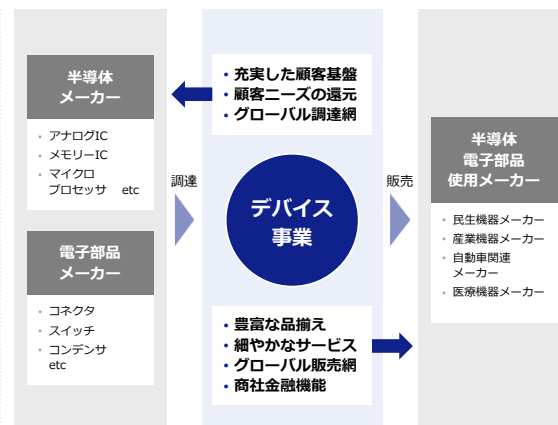 半導体
メーカー
・ アナログIC
・ メモリーIC
・ マイクロ
プロセッサ etc
電子部品
メーカー
・ コネクタ
・ スイッチ
・ コンデンサ
etc
調達
・充実した顧客基盤
・顧客ニーズの還元
・グローバル調達網
デバイス
事業
・豊富な品揃え
・細やかなサービス
・グローバル販売網
・商社金融機能
販売
半導体
電子部品
使用メーカー
・ 民生機器メーカー
・ 産業機器メーカー
・ 自動車関連
メーカー
・ 医療機器メーカー